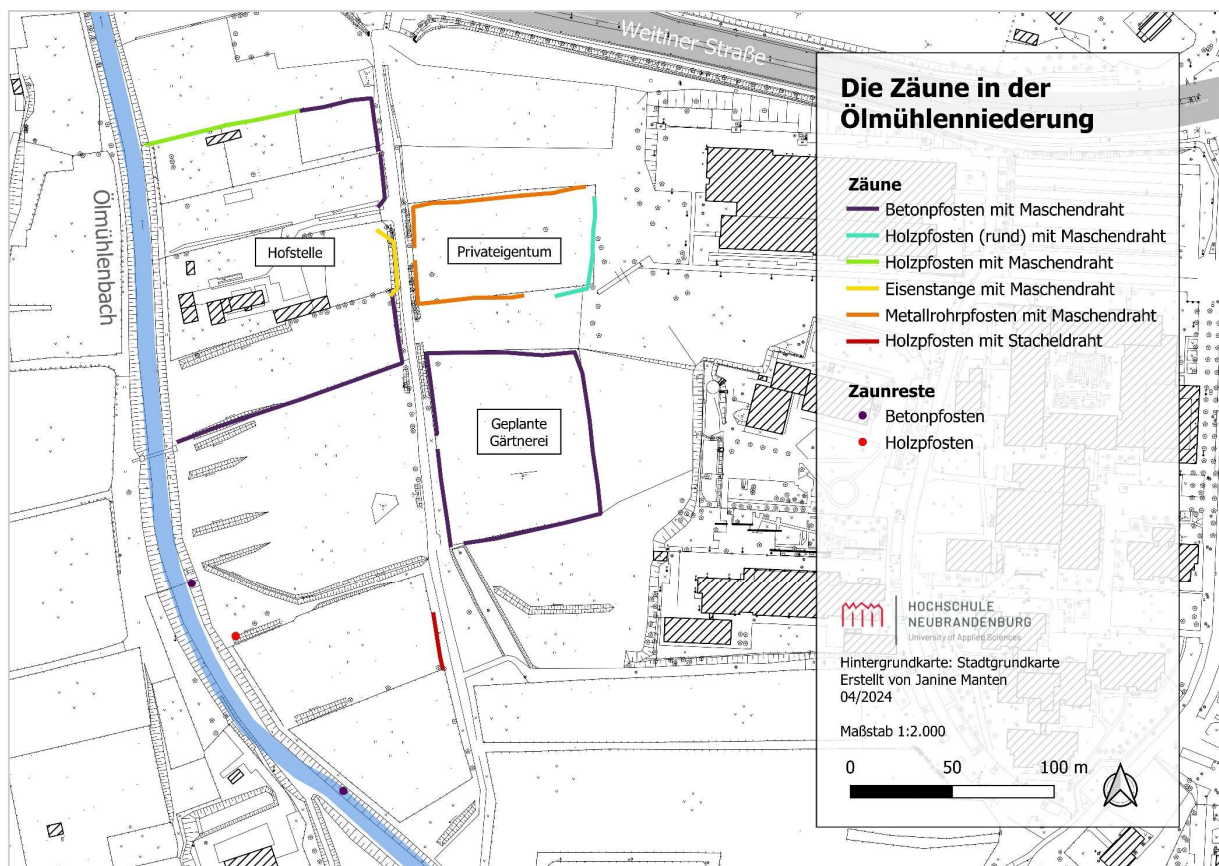 Weitiner Straße
Ölmühlenbach
Hofstelle
Privateigentum
Geplante
Gärtnerei
Die Zäune in der
Ölmühlenniederung
Zäune
Betonpfosten mit Maschendraht
Holzpfosten (rund) mit Maschendraht
Holzpfosten mit Maschendraht
Eisenstange mit Maschendraht
Metallrohrpfosten mit Maschendraht
Holzpfosten mit Stacheldraht
Zaunreste
Betonpfosten
Holzpfosten
HOCHSCHULE
NEUBRANDENBURG
University of Applied Sciences
Hintergrundkarte: Stadtgrundkarte
Erstellt von Janine Manten
04/2024
Maßstab 1:2.000
0 50 100 m